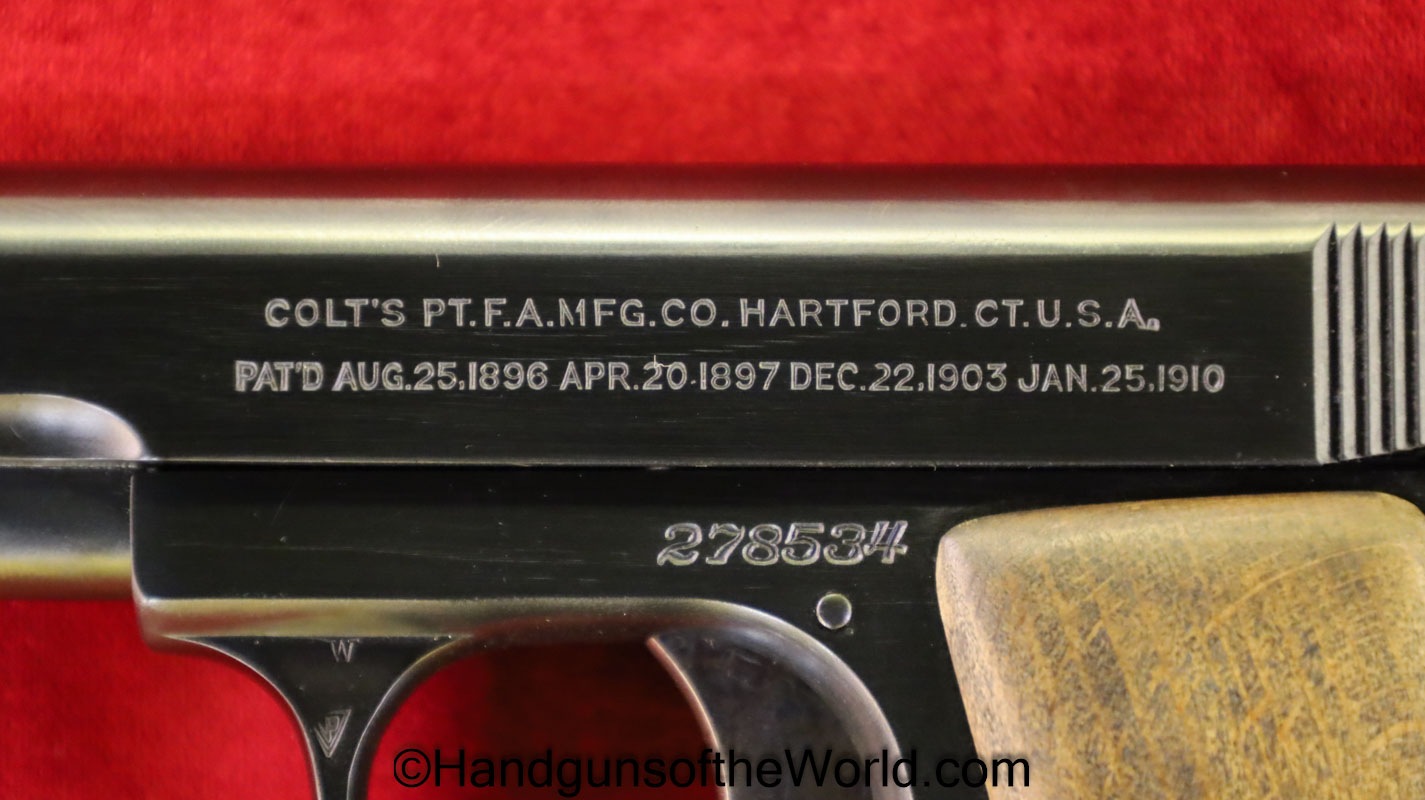 COLT'S PT.F.A.MFG.CO. HARTFORD. CT.U.S.A.
PAT'D AUG.25,1896 APR.20.1897 DEC.22,1903 JAN.25,1910
278534
W
VP
©HandgunsoftheWorld.com